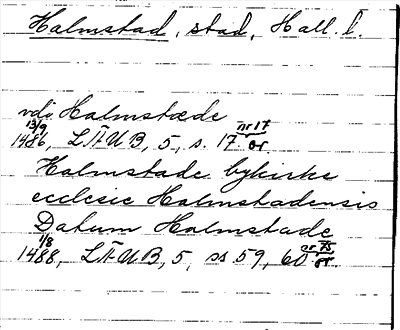 Halmstad, stad, Hall. l.
vdi Halmstæde
13/9 1486, LÄUB, 5, s. 17. nr 17 or.
Halmstade bykirke
ecclesie Halmstadensis
Datum Halmstade
1/8 1488, LÄUB, 5, ss 59, 60 nr 75 or.